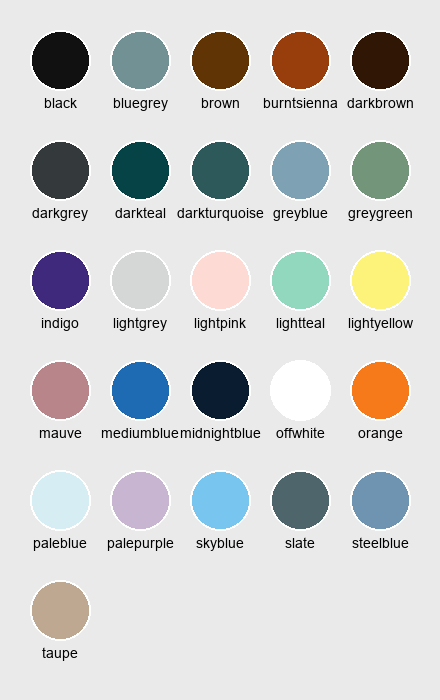 black bluegrey brown burntsienna darkbrown
darkgrey darkteal darkturquoise greyblue greygreen
indigo lightgrey lightpink lightteal lightyellow
mauve mediumblue midnightblue offwhite orange
paleblue palepurple skyblue slate steelblue
taupe